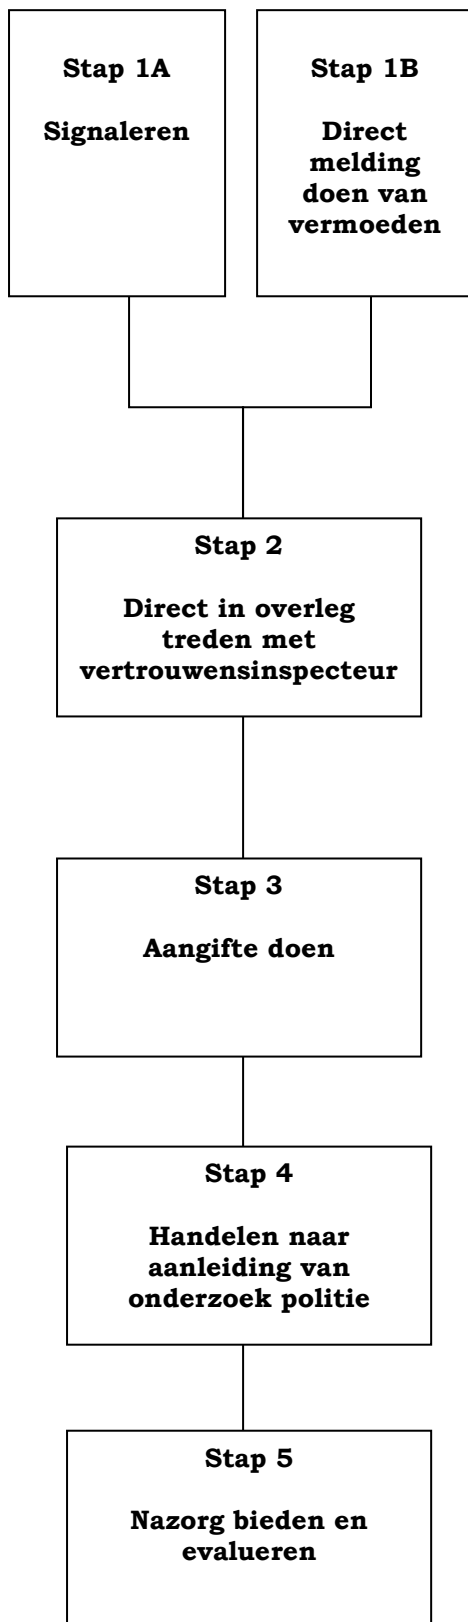 Stap 1A
Signaleren
Stap 1B
Direct
melding
doen van
vermoeden
Stap 2
Direct in overleg
treden met
vertrouwensinspecteur
Stap 3
Aangifte doen
Stap 4
Handelen naar
aanleiding van
onderzoek politie
Stap 5
Nazorg bieden en
evalueren